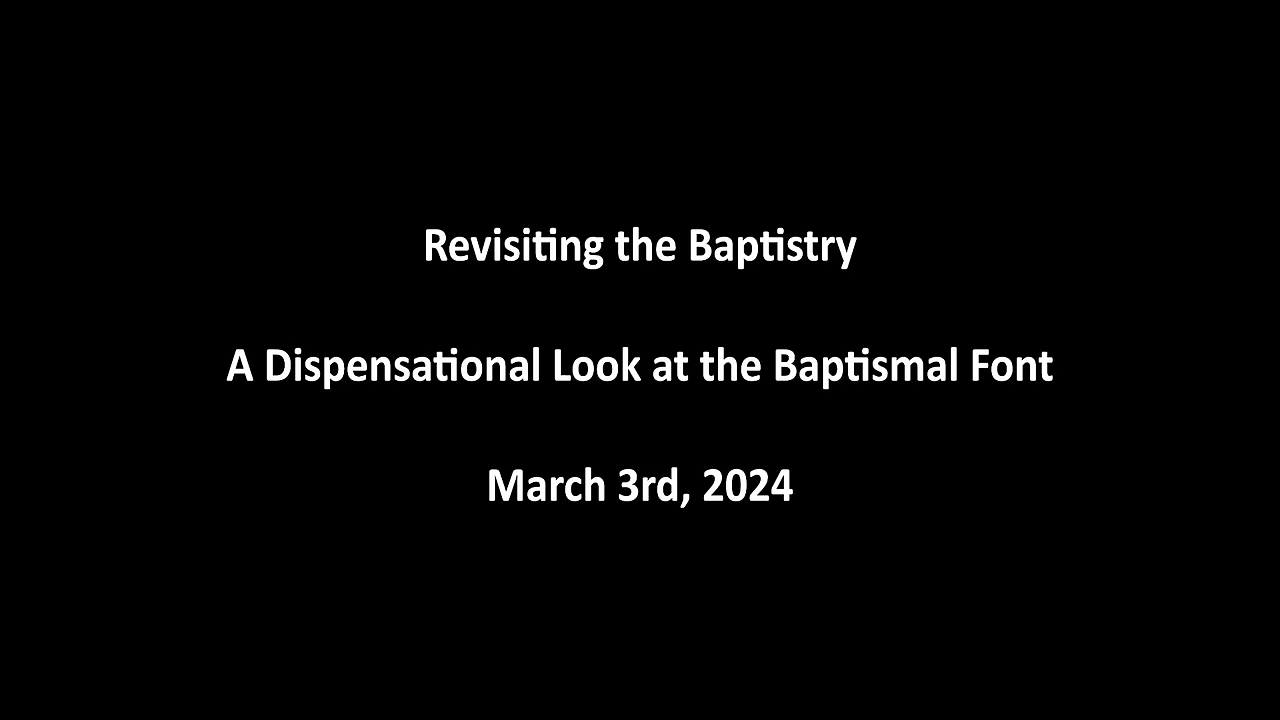 Revisiting the Baptistry
A Dispensational Look at the Baptismal Font
March 3rd, 2024